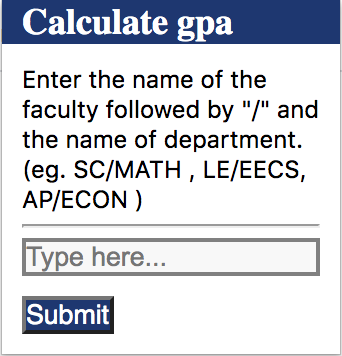 Calculate gpa
Enter the name of the
faculty followed by "/" and
the name of department.
(eg. SC/MATH , LE/EECS,
AP/ECON )
Type here...
Submit